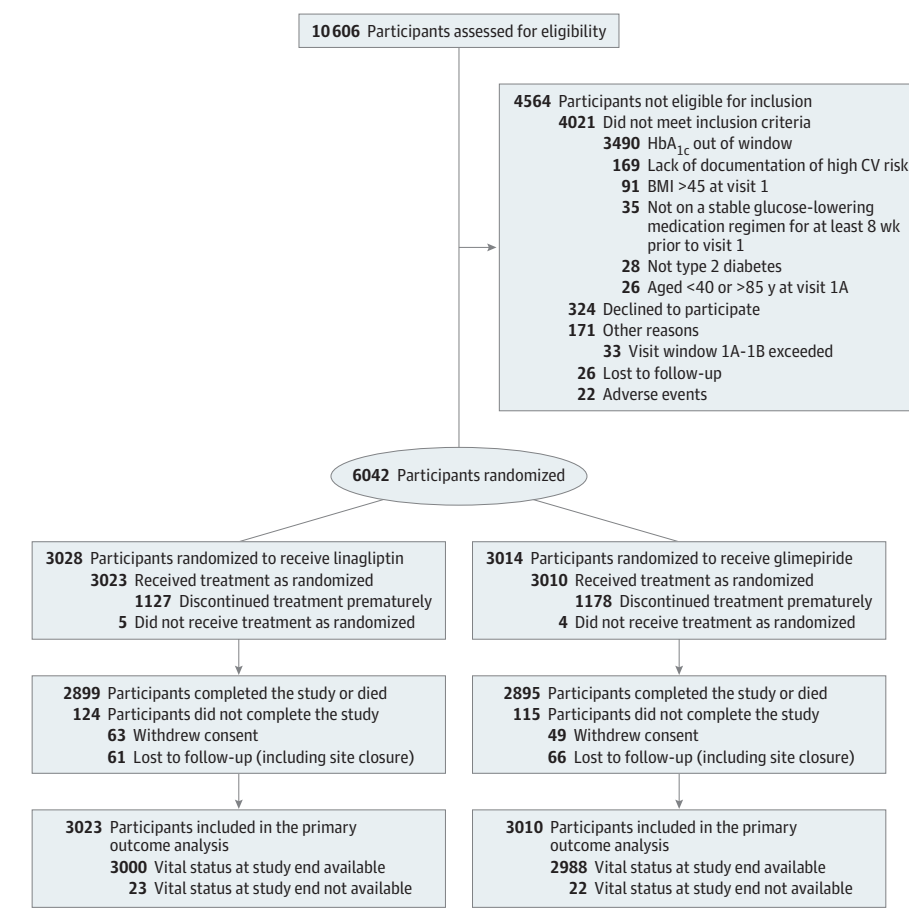 10 606 Participants assessed for eligibility
4564 Participants not eligible for inclusion
4021 Did not meet inclusion criteria
3490 HbA1c out of window
169 Lack of documentation of high CV risk
91 BMI >45 at visit 1
35 Not on a stable glucose-lowering
medication regimen for at least 8 wk
prior to visit 1
28 Not type 2 diabetes
26 Aged <40 or >85 y at visit 1A
324 Declined to participate
171 Other reasons
33 Visit window 1A-1B exceeded
26 Lost to follow-up
22 Adverse events
6042 Participants randomized
3028 Participants randomized to receive linagliptin
3023 Received treatment as randomized
1127 Discontinued treatment prematurely
5 Did not receive treatment as randomized
3014 Participants randomized to receive glimepiride
3010 Received treatment as randomized
1178 Discontinued treatment prematurely
4 Did not receive treatment as randomized
2899 Participants completed the study or died
124 Participants did not complete the study
63 Withdrew consent
61 Lost to follow-up (including site closure)
2895 Participants completed the study or died
115 Participants did not complete the study
49 Withdrew consent
66 Lost to follow-up (including site closure)
3023 Participants included in the primary
outcome analysis
3000 Vital status at study end available
23 Vital status at study end not available
3010 Participants included in the primary
outcome analysis
2988 Vital status at study end available
22 Vital status at study end not available